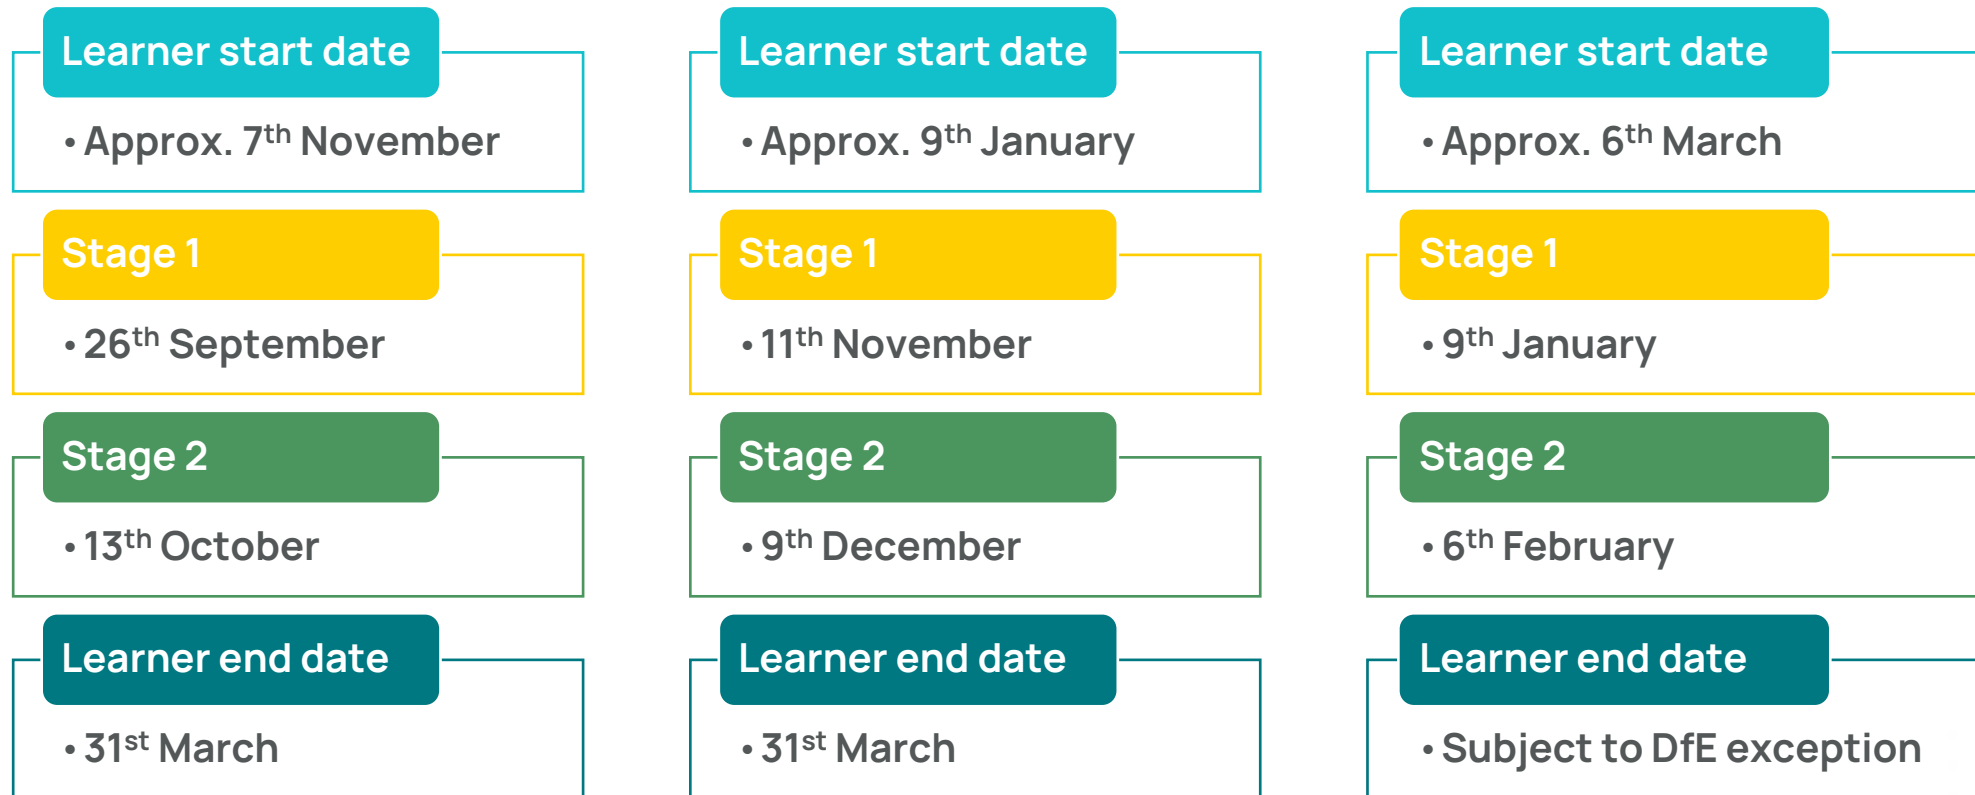 Learner start date
• Approx. 7th November
Stage 1
• 26th September
Stage 2
• 13th October
Learner end date
• 31st March
Learner start date
• Approx. 9th January
Stage 1
• 11th November
Stage 2
• 9th December
Learner end date
• 31st March
Learner start date
• Approx. 6th March
Stage 1
• 9th January
Stage 2
• 6th February
Learner end date
• Subject to DfE exception